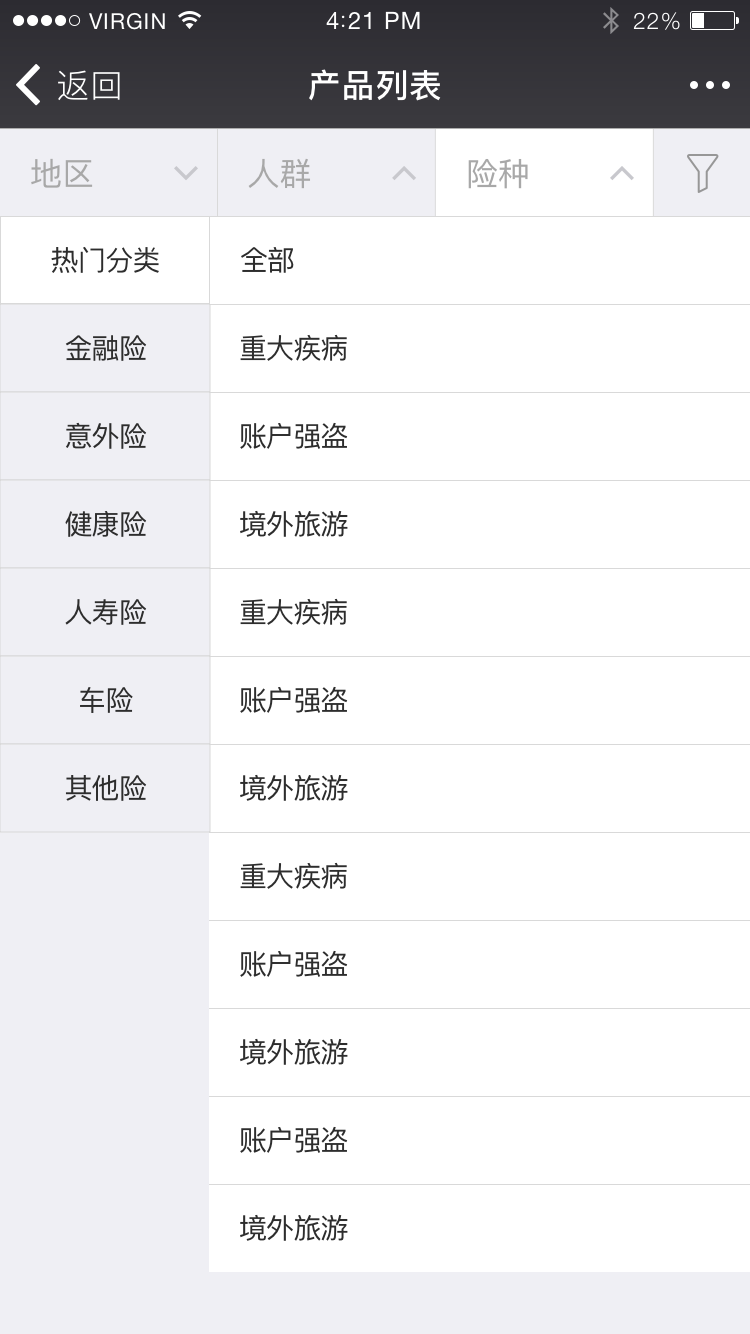 VIRGIN 4:21 PM 22%
返回 产品列表
地区 人群 险种
热门分类 全部
金融险 重大疾病
意外险 账户强盗
健康险 境外旅游
人寿险 重大疾病
车险 账户强盗
其他险 境外旅游
重大疾病
账户强盗
境外旅游
账户强盗
境外旅游